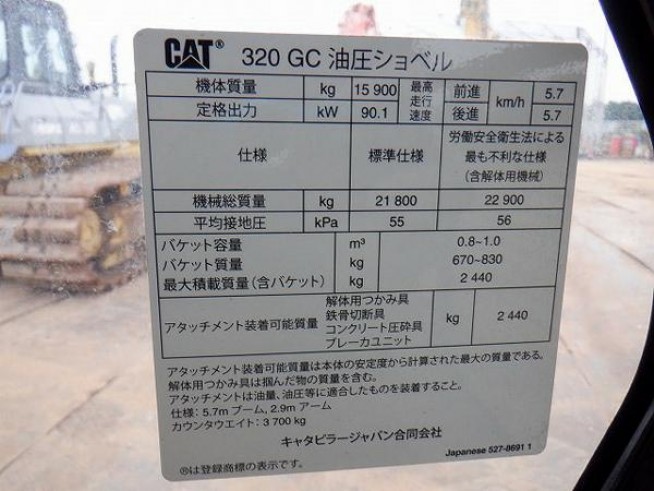 CAT® 320 GC 油圧ショベル
機体質量 kg 15 900 最高走行速度 前進 km/h 5.7
定格出力 kW 90.1 後進 5.7
仕様 標準仕様 労働安全衛生法による最も不利な仕様(含解体用機械)
機械総質量 kg 21 800 22 900
平均接地圧 kPa 55 56
バケット容量 m³ 0.8~1.0
バケット質量 kg 670~830
最大積載質量(含バケット) kg 2 440
アタッチメント装着可能質量 解体用つかみ具 鉄骨切断具 コンクリート圧砕具 ブレーカユニット kg 2 440
アタッチメント装着可能質量は本体の安定度から計算された最大の質量である。
解体用つかみ具は掴んだ物の質量を含む。
アタッチメントは油量、油圧等に適合したものを装着すること。
仕様: 5.7m ブーム, 2.9m アーム
カウンタウエイト: 3 700 kg
キャタピラージャパン合同会社
®は登録商標の表示です。
Japanese 527-8691 1